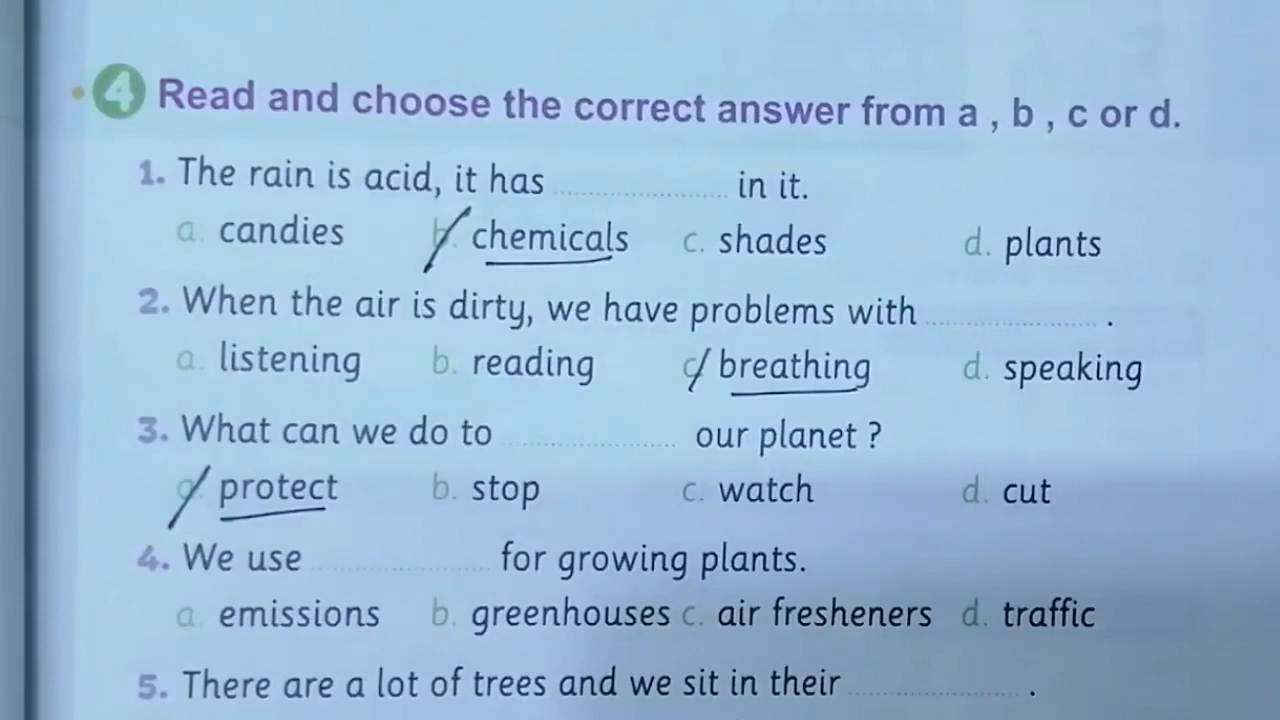 4 Read and choose the correct answer from a , b , c or d.
1. The rain is acid, it has .................... in it.
a. candies b. chemicals c. shades d. plants
2. When the air is dirty, we have problems with .................... .
a. listening b. reading c. breathing d. speaking
3. What can we do to .................... our planet ?
a. protect b. stop c. watch d. cut
4. We use .................... for growing plants.
a. emissions b. greenhouses c. air fresheners d. traffic
5. There are a lot of trees and we sit in their .................... .